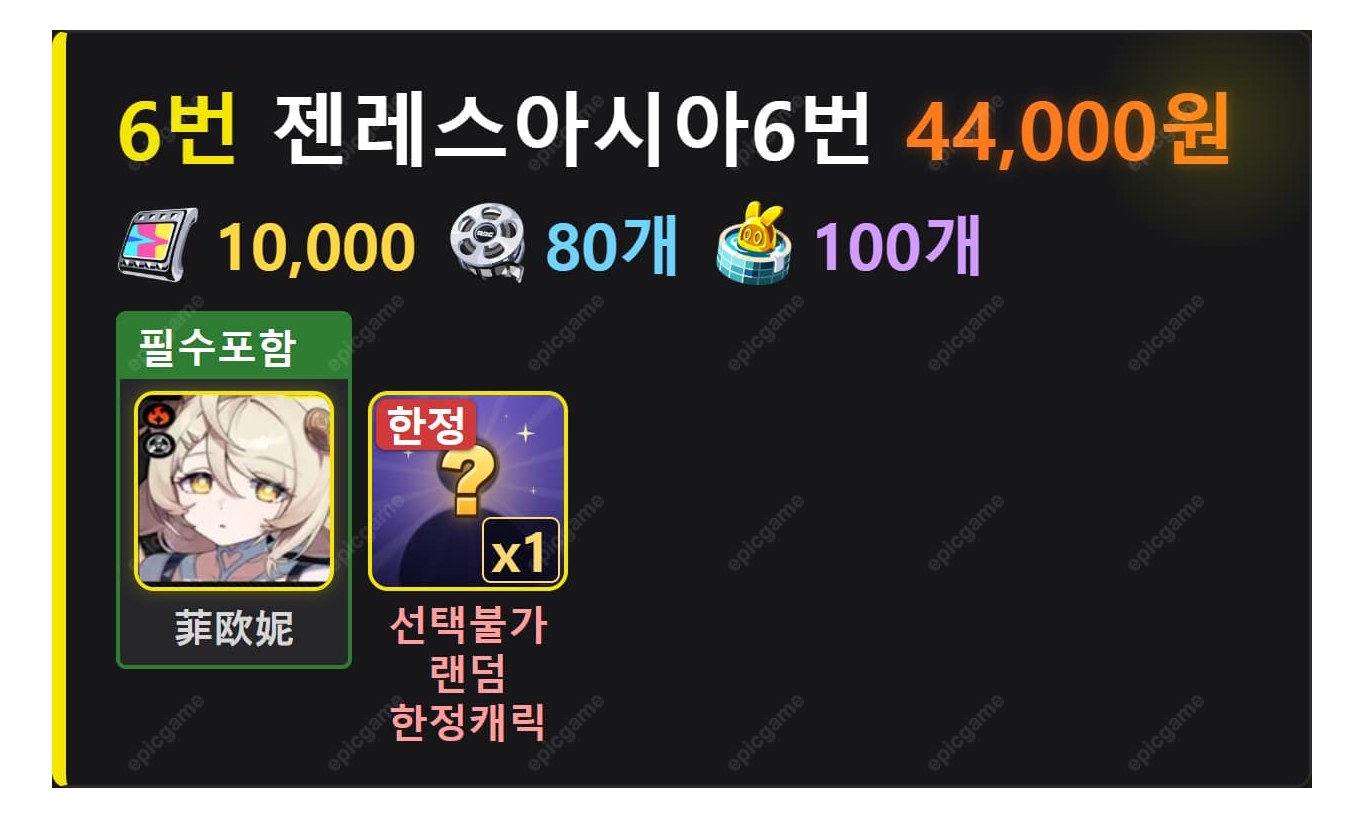 6번 젠레스아시아6번 44,000원
10,000 80개 100개
필수포함
한정
x1
菲欧妮
선택불가
랜덤
한정캐릭
epicgame